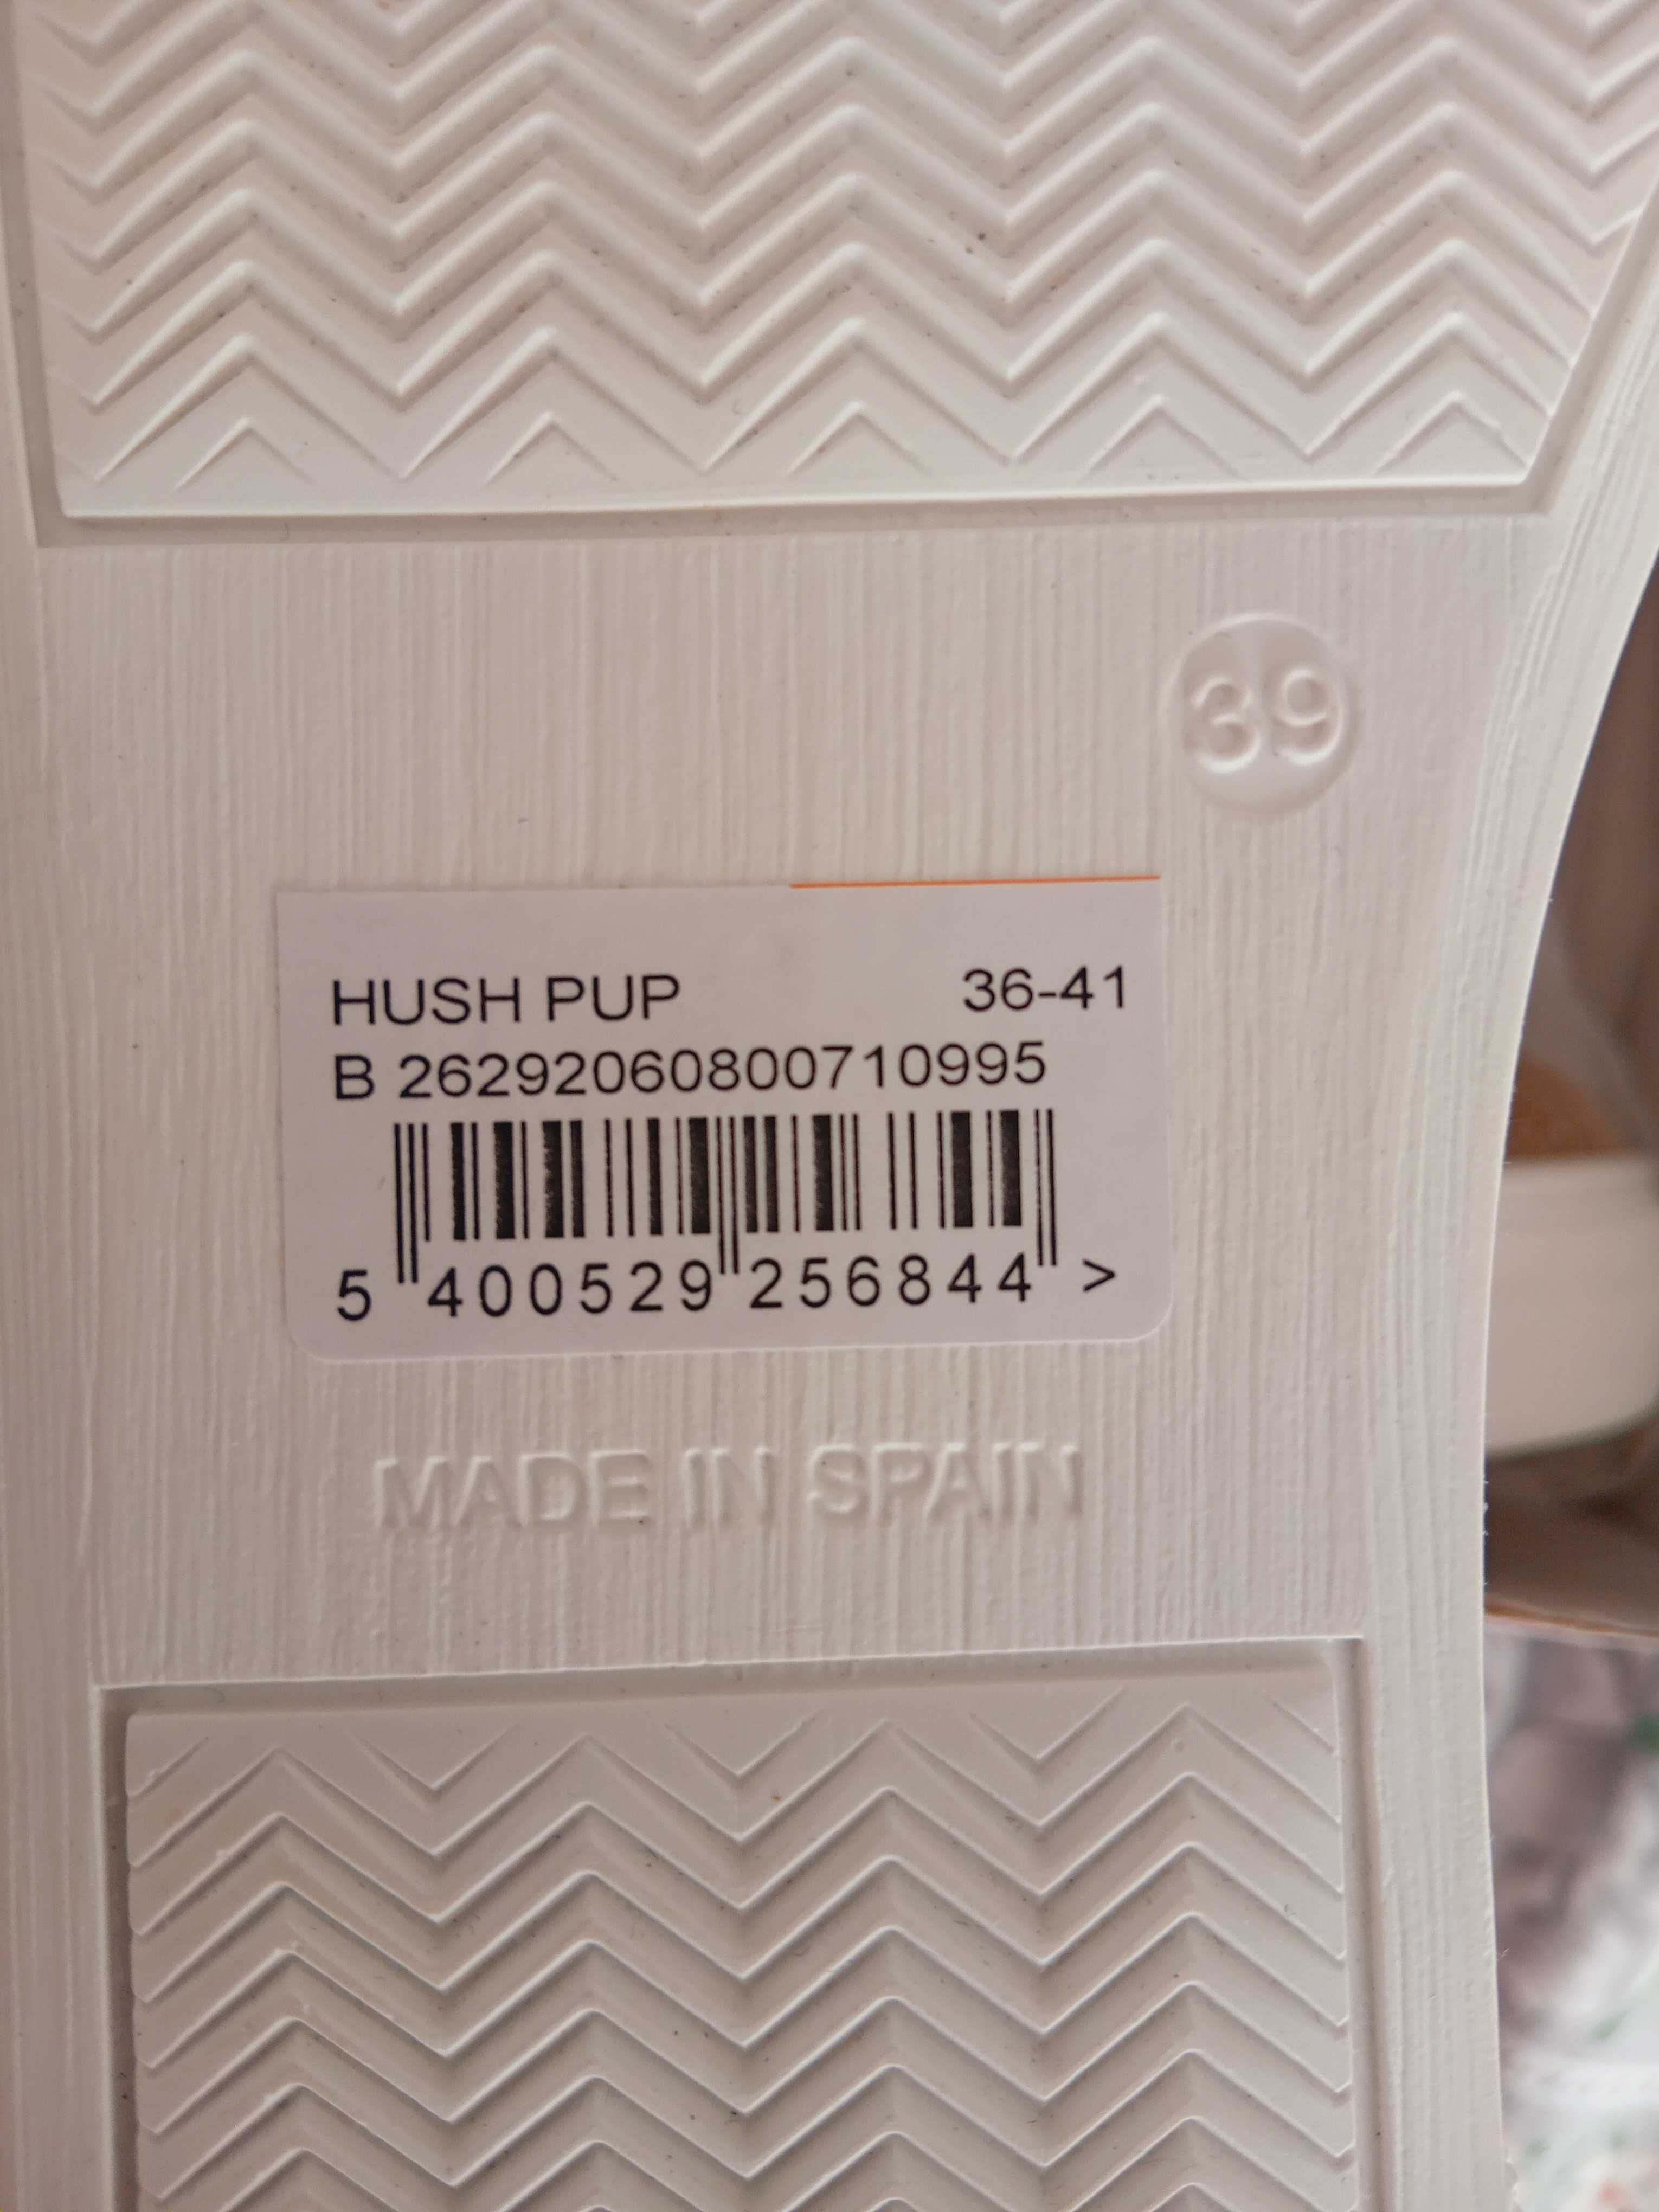 39
HUSH PUP 36-41
B 26292060800710995
5 400529 256844 >
MADE IN SPAIN